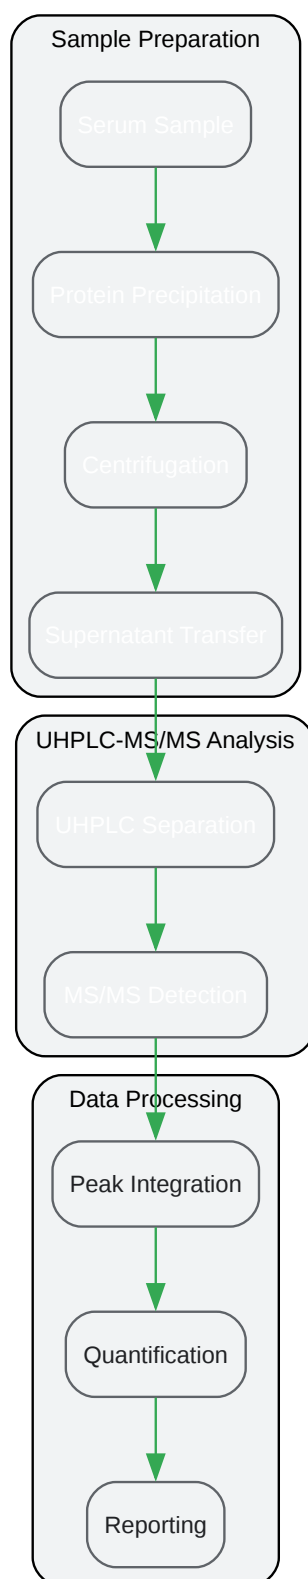 Sample Preparation
Serum Sample
Protein Precipitation
Centrifugation
Supernatant Transfer
UHPLC-MS/MS Analysis
UHPLC Separation
MS/MS Detection
Data Processing
Peak Integration
Quantification
Reporting